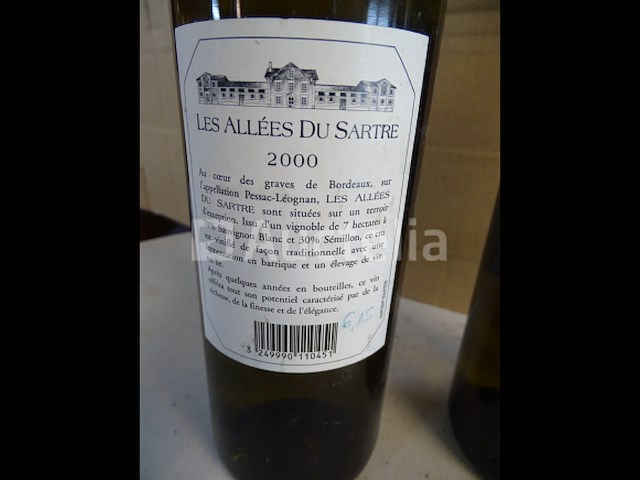 LES ALLÉES DU SARTRE
2000
Au cœur des graves de Bordeaux, sur
l'appellation Pessac-Léognan, LES ALLÉES
DU SARTRE sont situées sur un terroir
d'exception. Issu d'un vignoble de 7 hectares à
% Sauvignon Blanc et 30% Sémillon, ce cru
vinifié de façon traditionnelle avec une
en barrique et un élevage de
Après quelques années en bouteilles, ce vin
tout son potentiel caractérisé par de la
de la finesse et de l'élégance.
6,15
3 249990 110451